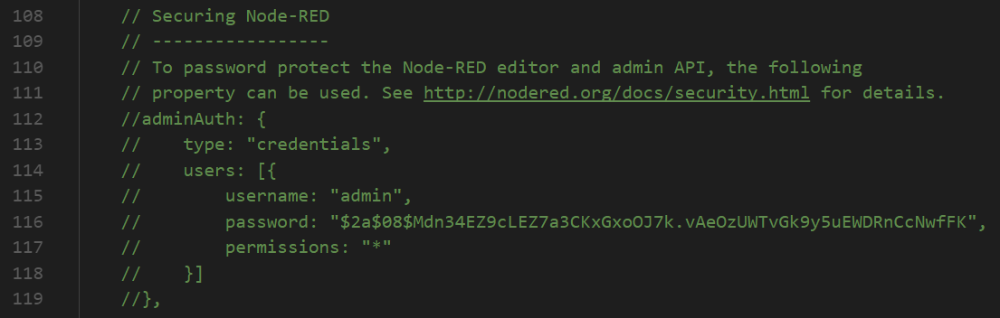 108 // Securing Node-RED
109 // -----------------
110 // To password protect the Node-RED editor and admin API, the following
111 // property can be used. See http://nodered.org/docs/security.html for details.
112 //adminAuth: {
113 //    type: "credentials",
114 //    users: [{
115 //        username: "admin",
116 //        password: "$2a$08$Mdn34EZ9cLEZ7a3CKxGxoOJ7k.vAeOzUWTvGk9y5uEWDRnCcNwfFK",
117 //        permissions: "*"
118 //    }]
119 //},